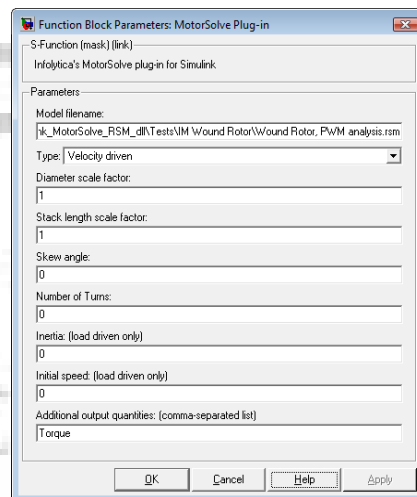 Function Block Parameters: MotorSolve Plug-in
S-Function (mask) (link)
Infolytica's MotorSolve plug-in for Simulink
Parameters
Model filename:
nk_MotorSolve_RSM_dll\Tests\IM Wound Rotor\Wound Rotor, PWM analysis.rsm
Type: Velocity driven
Diameter scale factor:
1
Stack length scale factor:
1
Skew angle:
0
Number of Turns:
0
Inertia: (load driven only)
0
Initial speed: (load driven only)
0
Additional output quantities: (comma-separated list)
Torque
OK Cancel Help Apply